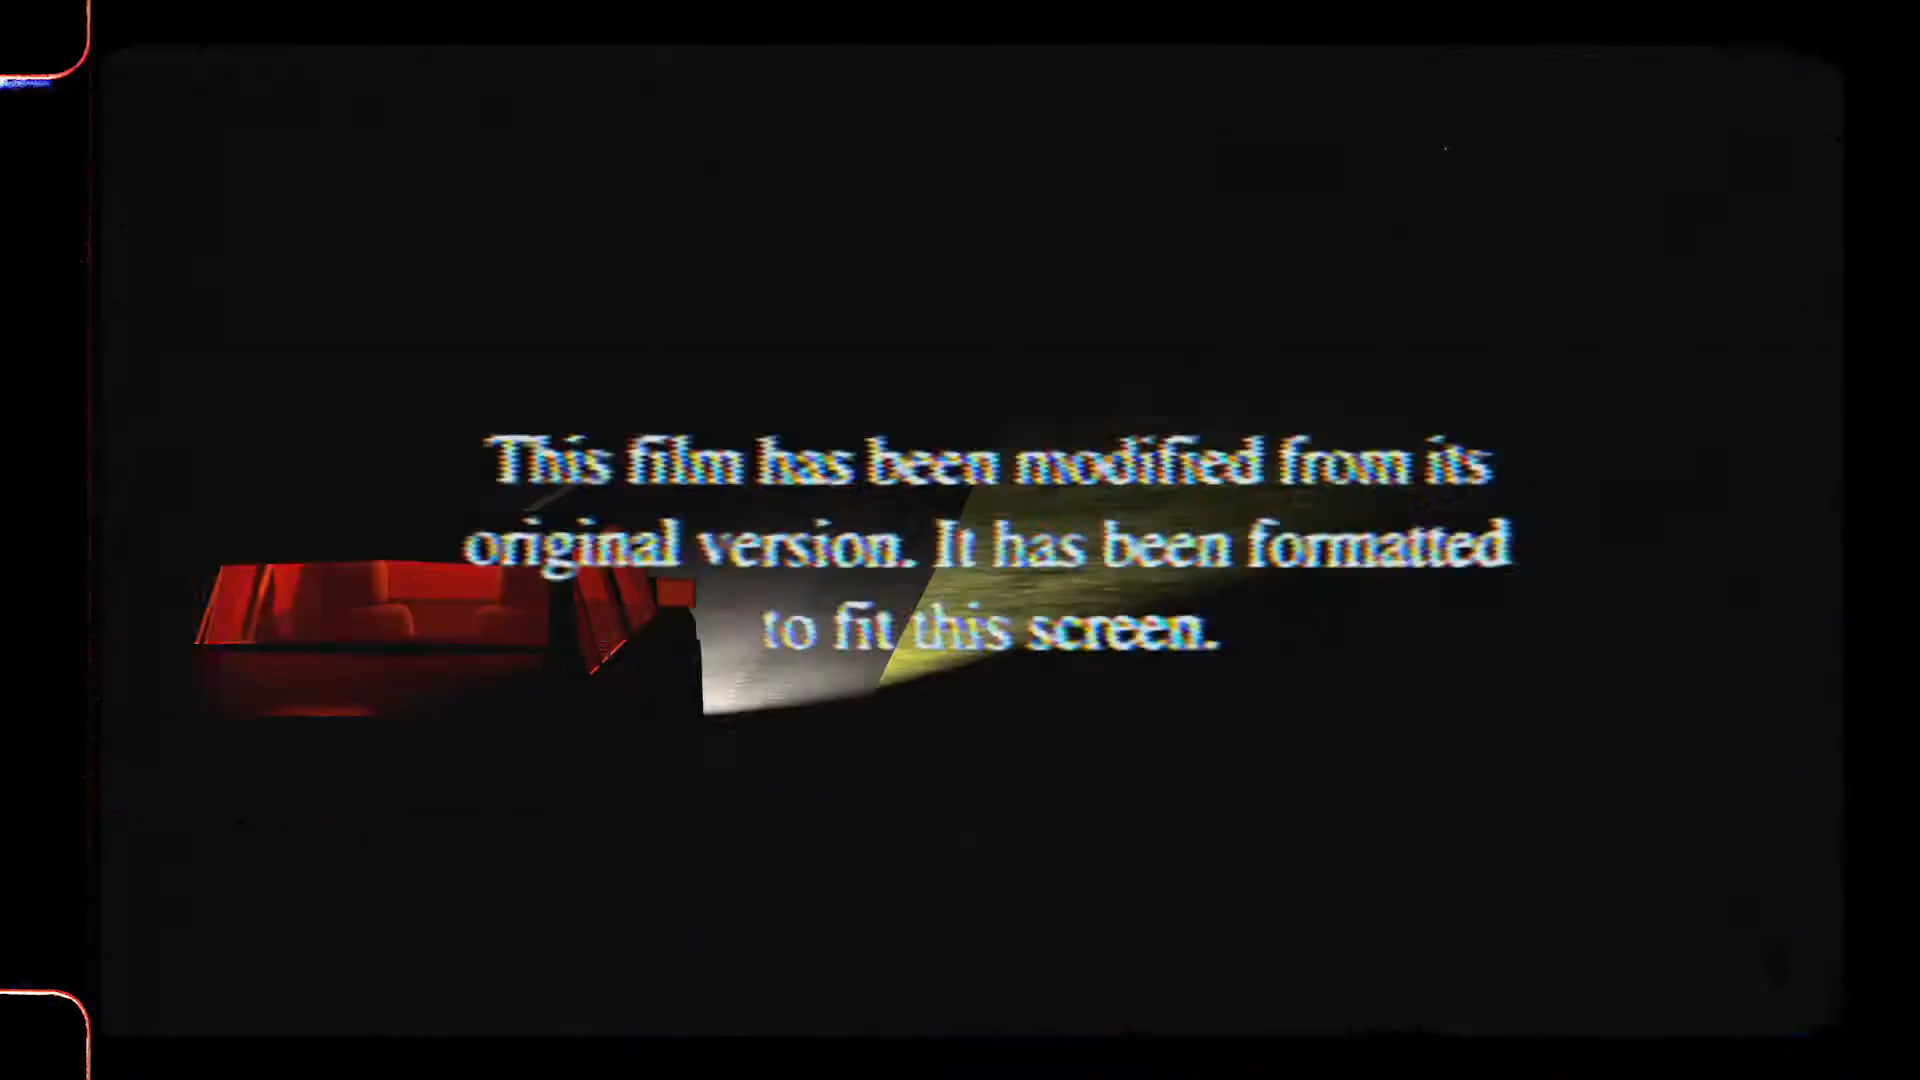 This film has been modified from its
original version. It has been formatted
to fit this screen.